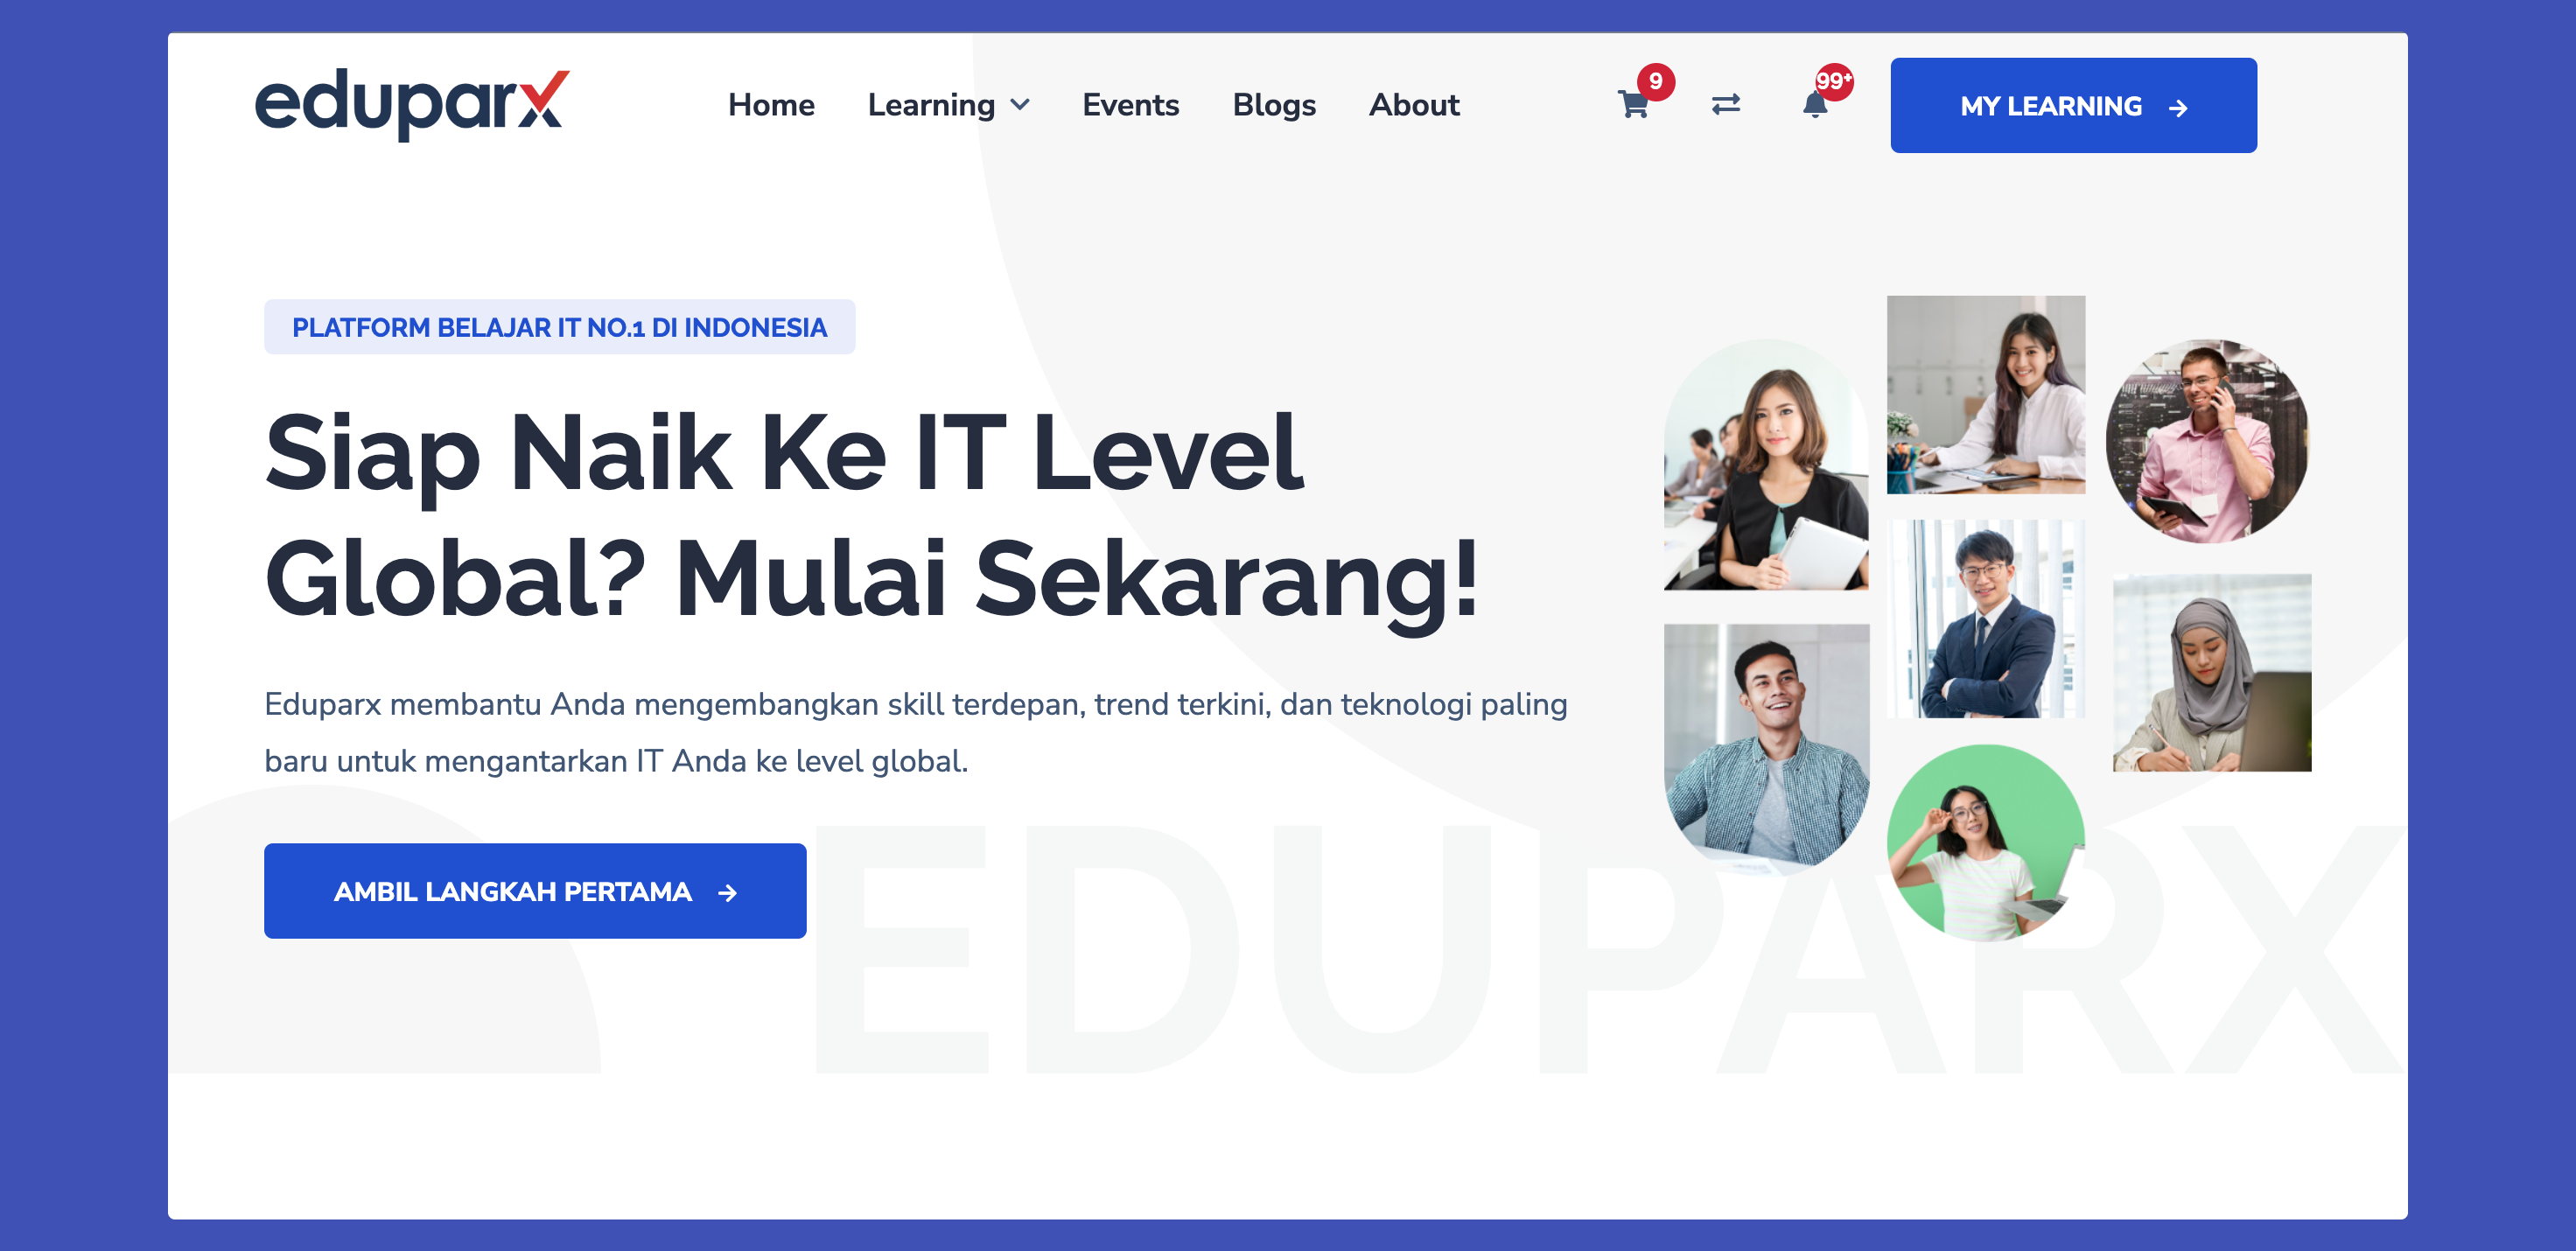 eduparx
Home Learning Events Blogs About 9 99+ MY LEARNING
PLATFORM BELAJAR IT NO.1 DI INDONESIA
Siap Naik Ke IT Level
Global? Mulai Sekarang!
Eduparx membantu Anda mengembangkan skill terdepan, trend terkini, dan teknologi paling
baru untuk mengantarkan IT Anda ke level global.
AMBIL LANGKAH PERTAMA
EDUPARX